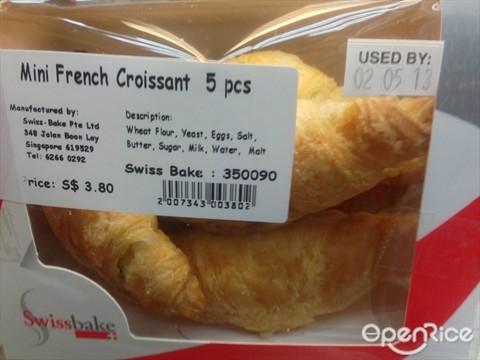 Mini French Croissant 5 pcs
Manufactured by:
Swiss-Bake Pte Ltd
348 Jalan Boon Lay
Singapore 619529
Tel: 6266 0292
Description:
Wheat Flour, Yeast, Eggs, Salt,
Butter, Sugar, Milk, Water, Malt
Swiss Bake : 350090
Price: S$ 3.80
2 007343 003802
USED BY:
02 05 13
Swissbake
OpenRice